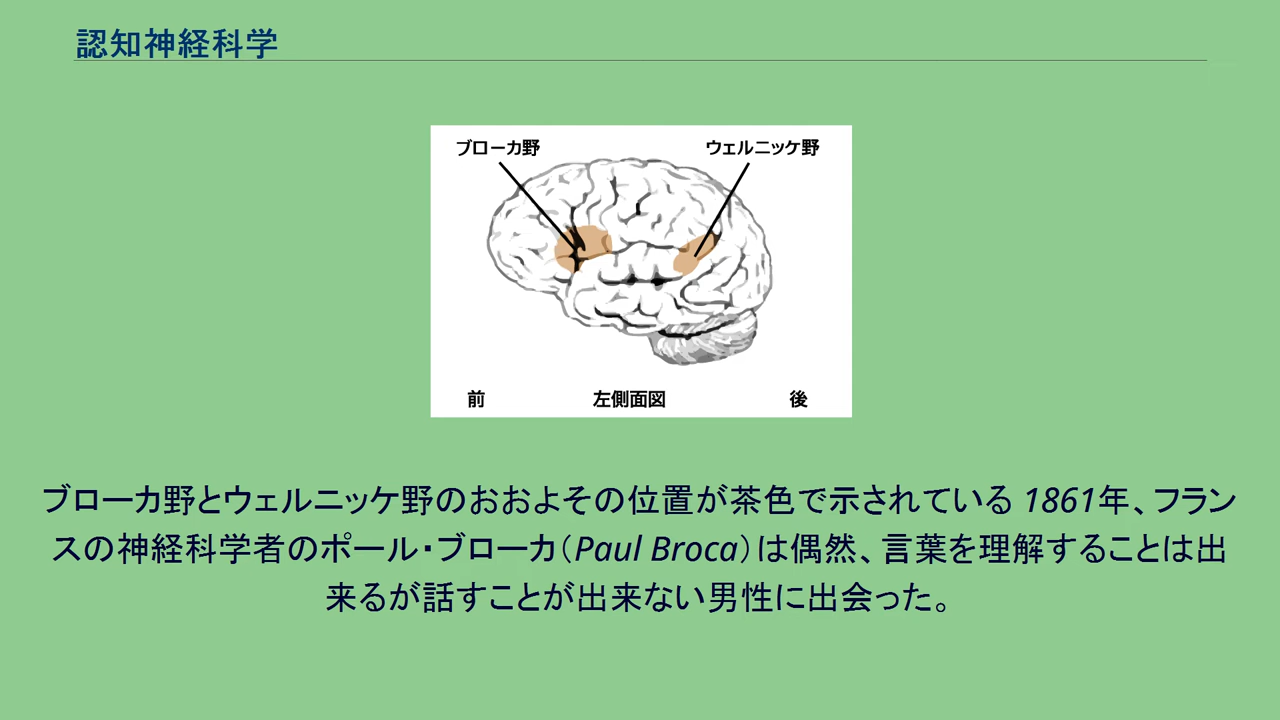 認知神経科学
ブローカ野 ウェルニッケ野
前 左側面図 後
ブローカ野とウェルニッケ野のおおよその位置が茶色で示されている 1861年、フラン
スの神経科学者のポール・ブローカ（Paul Broca）は偶然、言葉を理解することは出
来るが話すことが出来ない男性に出会った。